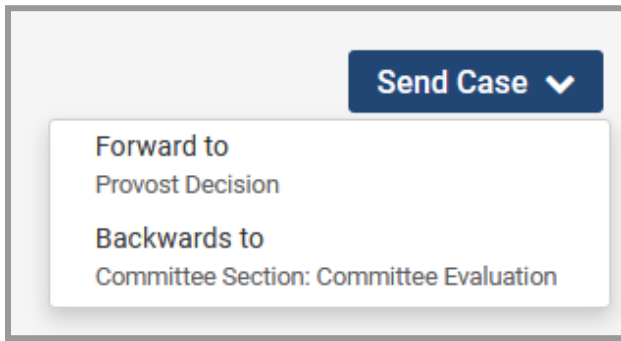 Send Case
Forward to
Provost Decision
Backwards to
Committee Section: Committee Evaluation